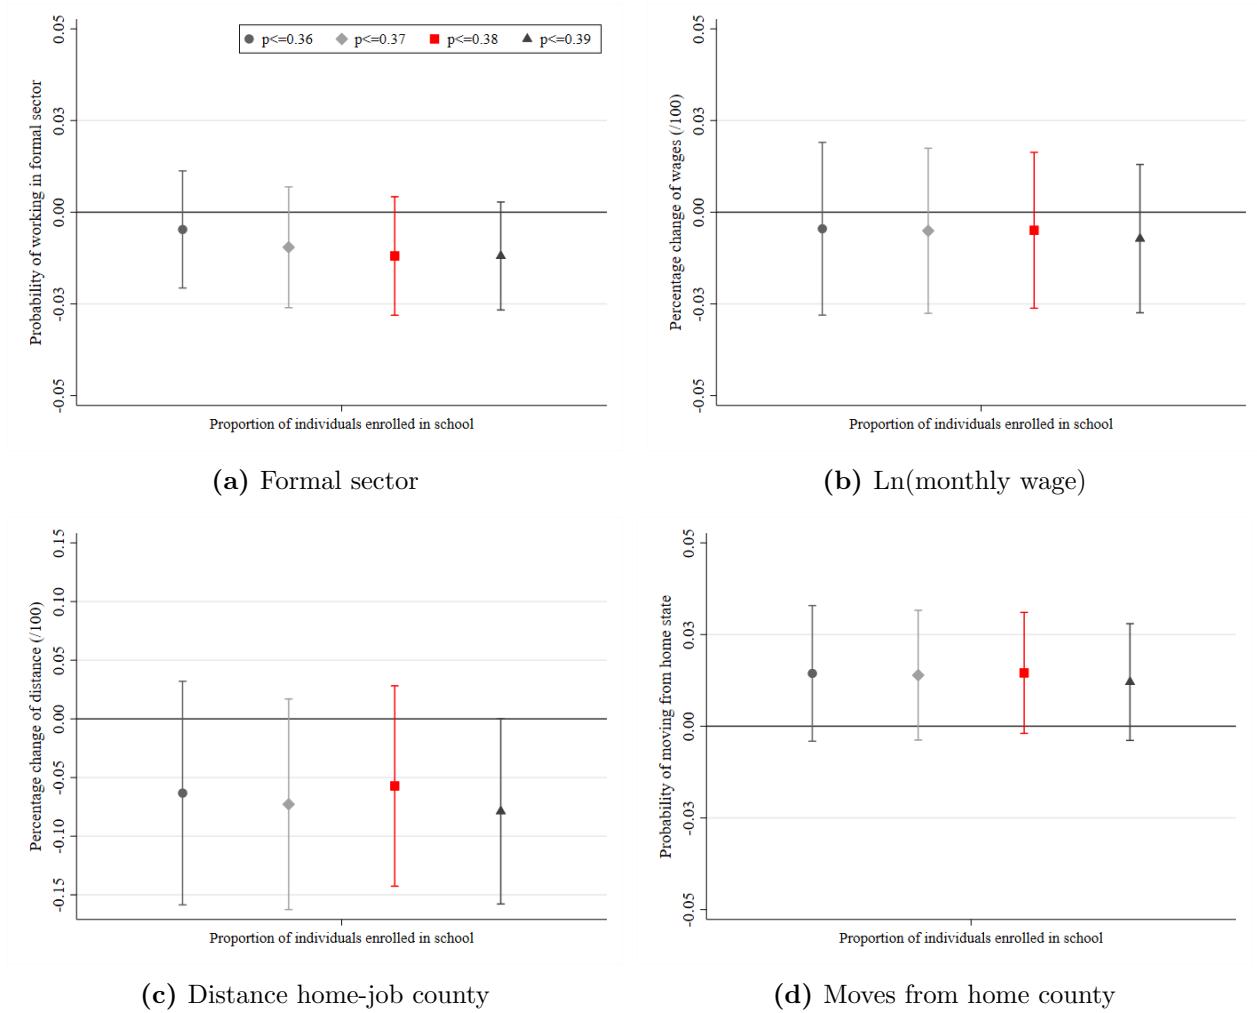 p<=0.36 p<=0.37 p<=0.38 p<=0.39
Probability of working in formal sector
0.05
0.03
0.00
-0.03
-0.05
Proportion of individuals enrolled in school
(a) Formal sector
Percentage change of wages (/100)
0.05
0.03
0.00
-0.03
-0.05
Proportion of individuals enrolled in school
(b) Ln(monthly wage)
Percentage change of distance (/100)
0.15
0.10
0.05
0.00
-0.05
-0.10
-0.15
Proportion of individuals enrolled in school
(c) Distance home-job county
Probability of moving from home state
0.05
0.03
0.00
-0.03
-0.05
Proportion of individuals enrolled in school
(d) Moves from home county